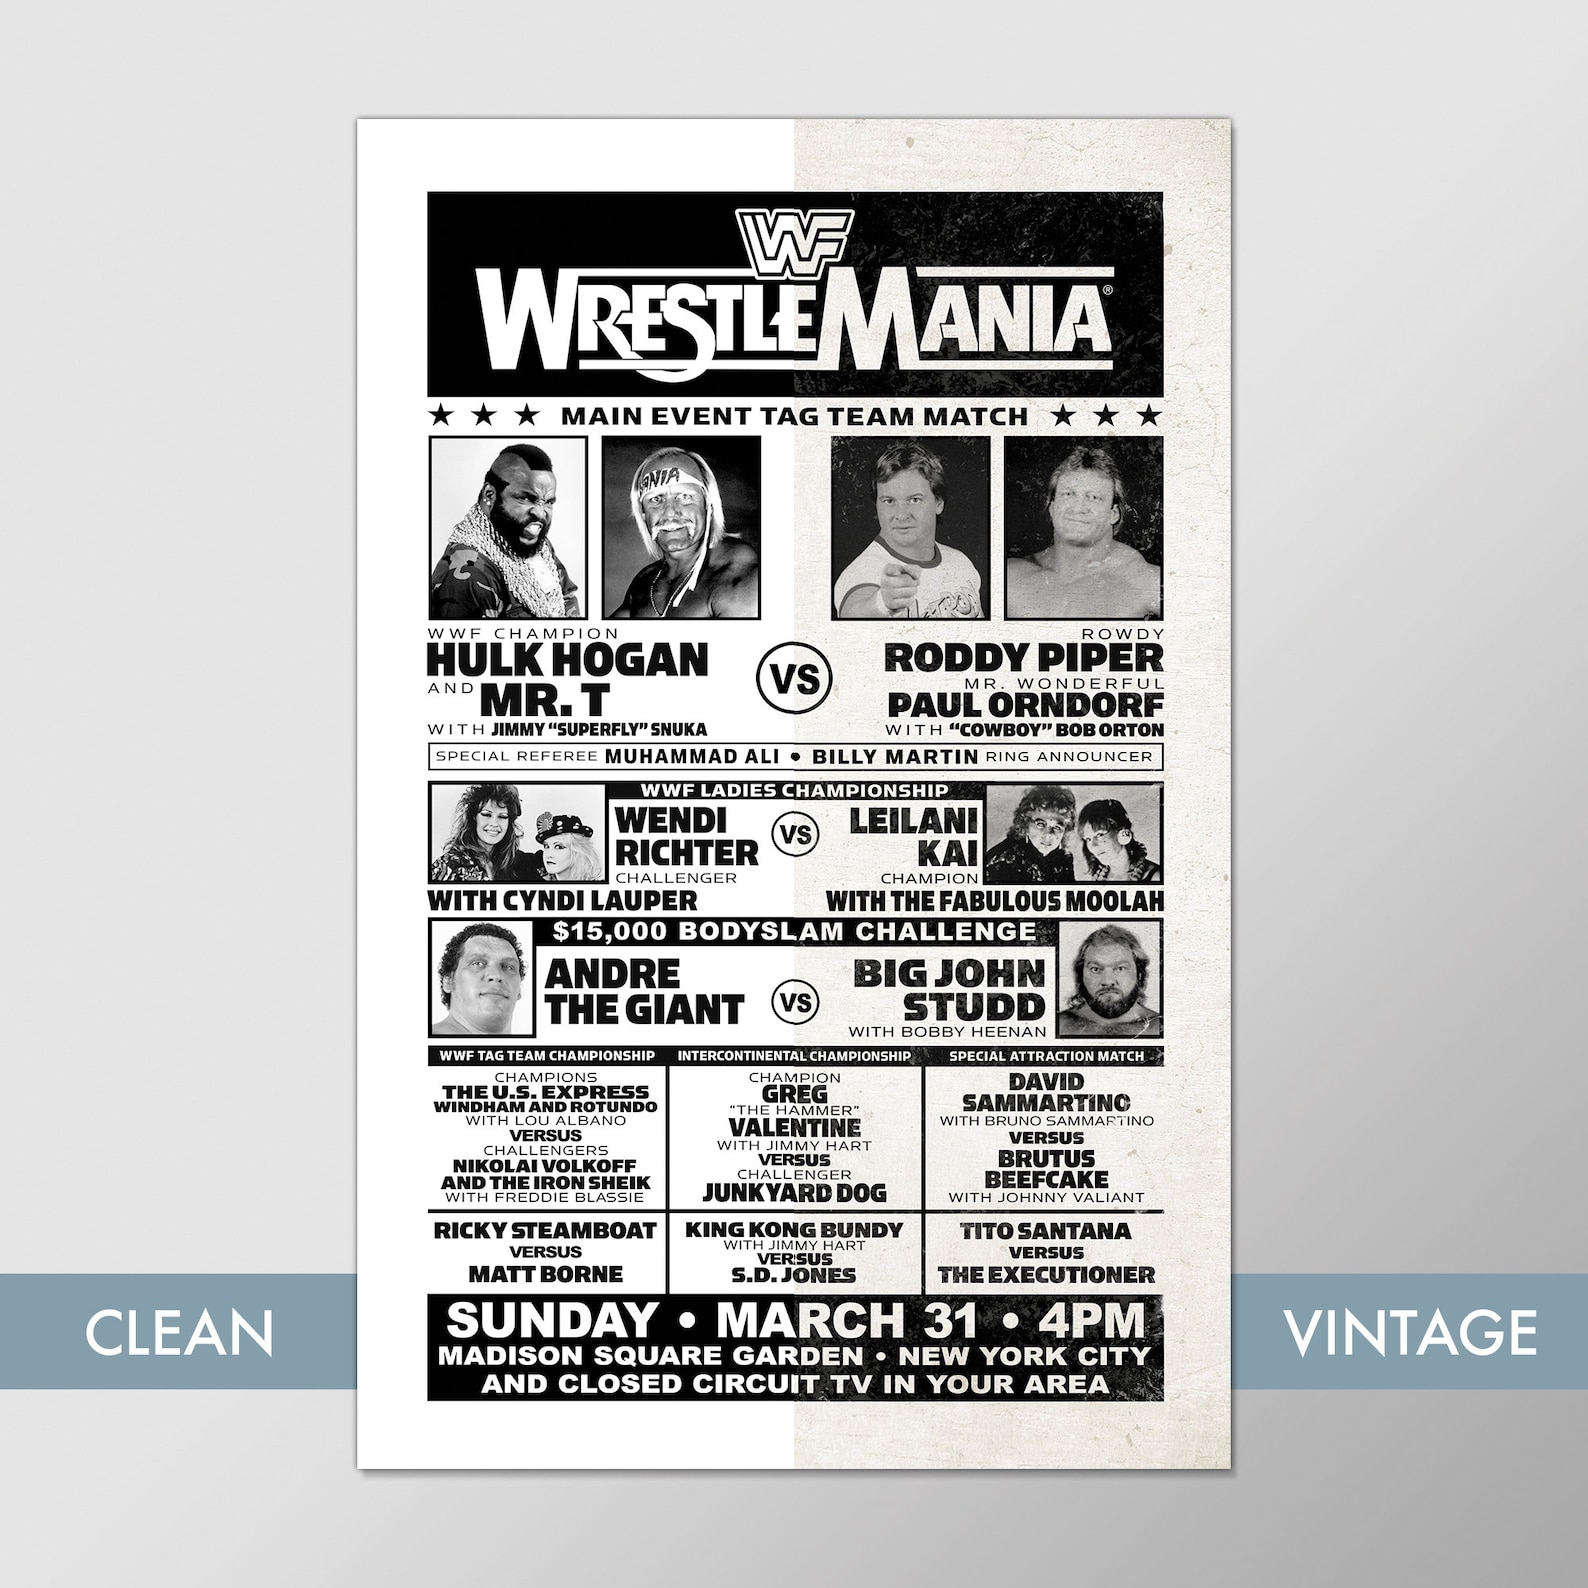 WF
WRESTLEMANIA®
★ ★ ★ MAIN EVENT TAG TEAM MATCH ★ ★ ★
MANIA
WWF CHAMPION
HULK HOGAN
AND MR. T
WITH JIMMY “SUPERFLY” SNUKA
VS
ROWDY
RODDY PIPER
MR. WONDERFUL
PAUL ORNDORF
WITH “COWBOY” BOB ORTON
SPECIAL REFEREE MUHAMMAD ALI • BILLY MARTIN RING ANNOUNCER
WWF LADIES CHAMPIONSHIP
WENDI
RICHTER
CHALLENGER
WITH CYNDI LAUPER
VS
LEILANI
KAI
CHAMPION
WITH THE FABULOUS MOOLAH
$15,000 BODYSLAM CHALLENGE
ANDRE
THE GIANT
VS
BIG JOHN
STUDD
WITH BOBBY HEENAN
WWF TAG TEAM CHAMPIONSHIP
CHAMPIONS
THE U.S. EXPRESS
WINDHAM AND ROTUNDO
WITH LOU ALBANO
VERSUS
CHALLENGERS
NIKOLAI VOLKOFF
AND THE IRON SHEIK
WITH FREDDIE BLASSIE
INTERCONTINENTAL CHAMPIONSHIP
CHAMPION
GREG
"THE HAMMER"
VALENTINE
WITH JIMMY HART
VERSUS
CHALLENGER
JUNKYARD DOG
SPECIAL ATTRACTION MATCH
DAVID
SAMMARTINO
WITH BRUNO SAMMARTINO
VERSUS
BRUTUS
BEEFCAKE
WITH JOHNNY VALIANT
RICKY STEAMBOAT
VERSUS
MATT BORNE
KING KONG BUNDY
WITH JIMMY HART
VERSUS
S.D. JONES
TITO SANTANA
VERSUS
THE EXECUTIONER
SUNDAY • MARCH 31 • 4PM
MADISON SQUARE GARDEN • NEW YORK CITY
AND CLOSED CIRCUIT TV IN YOUR AREA
CLEAN
VINTAGE